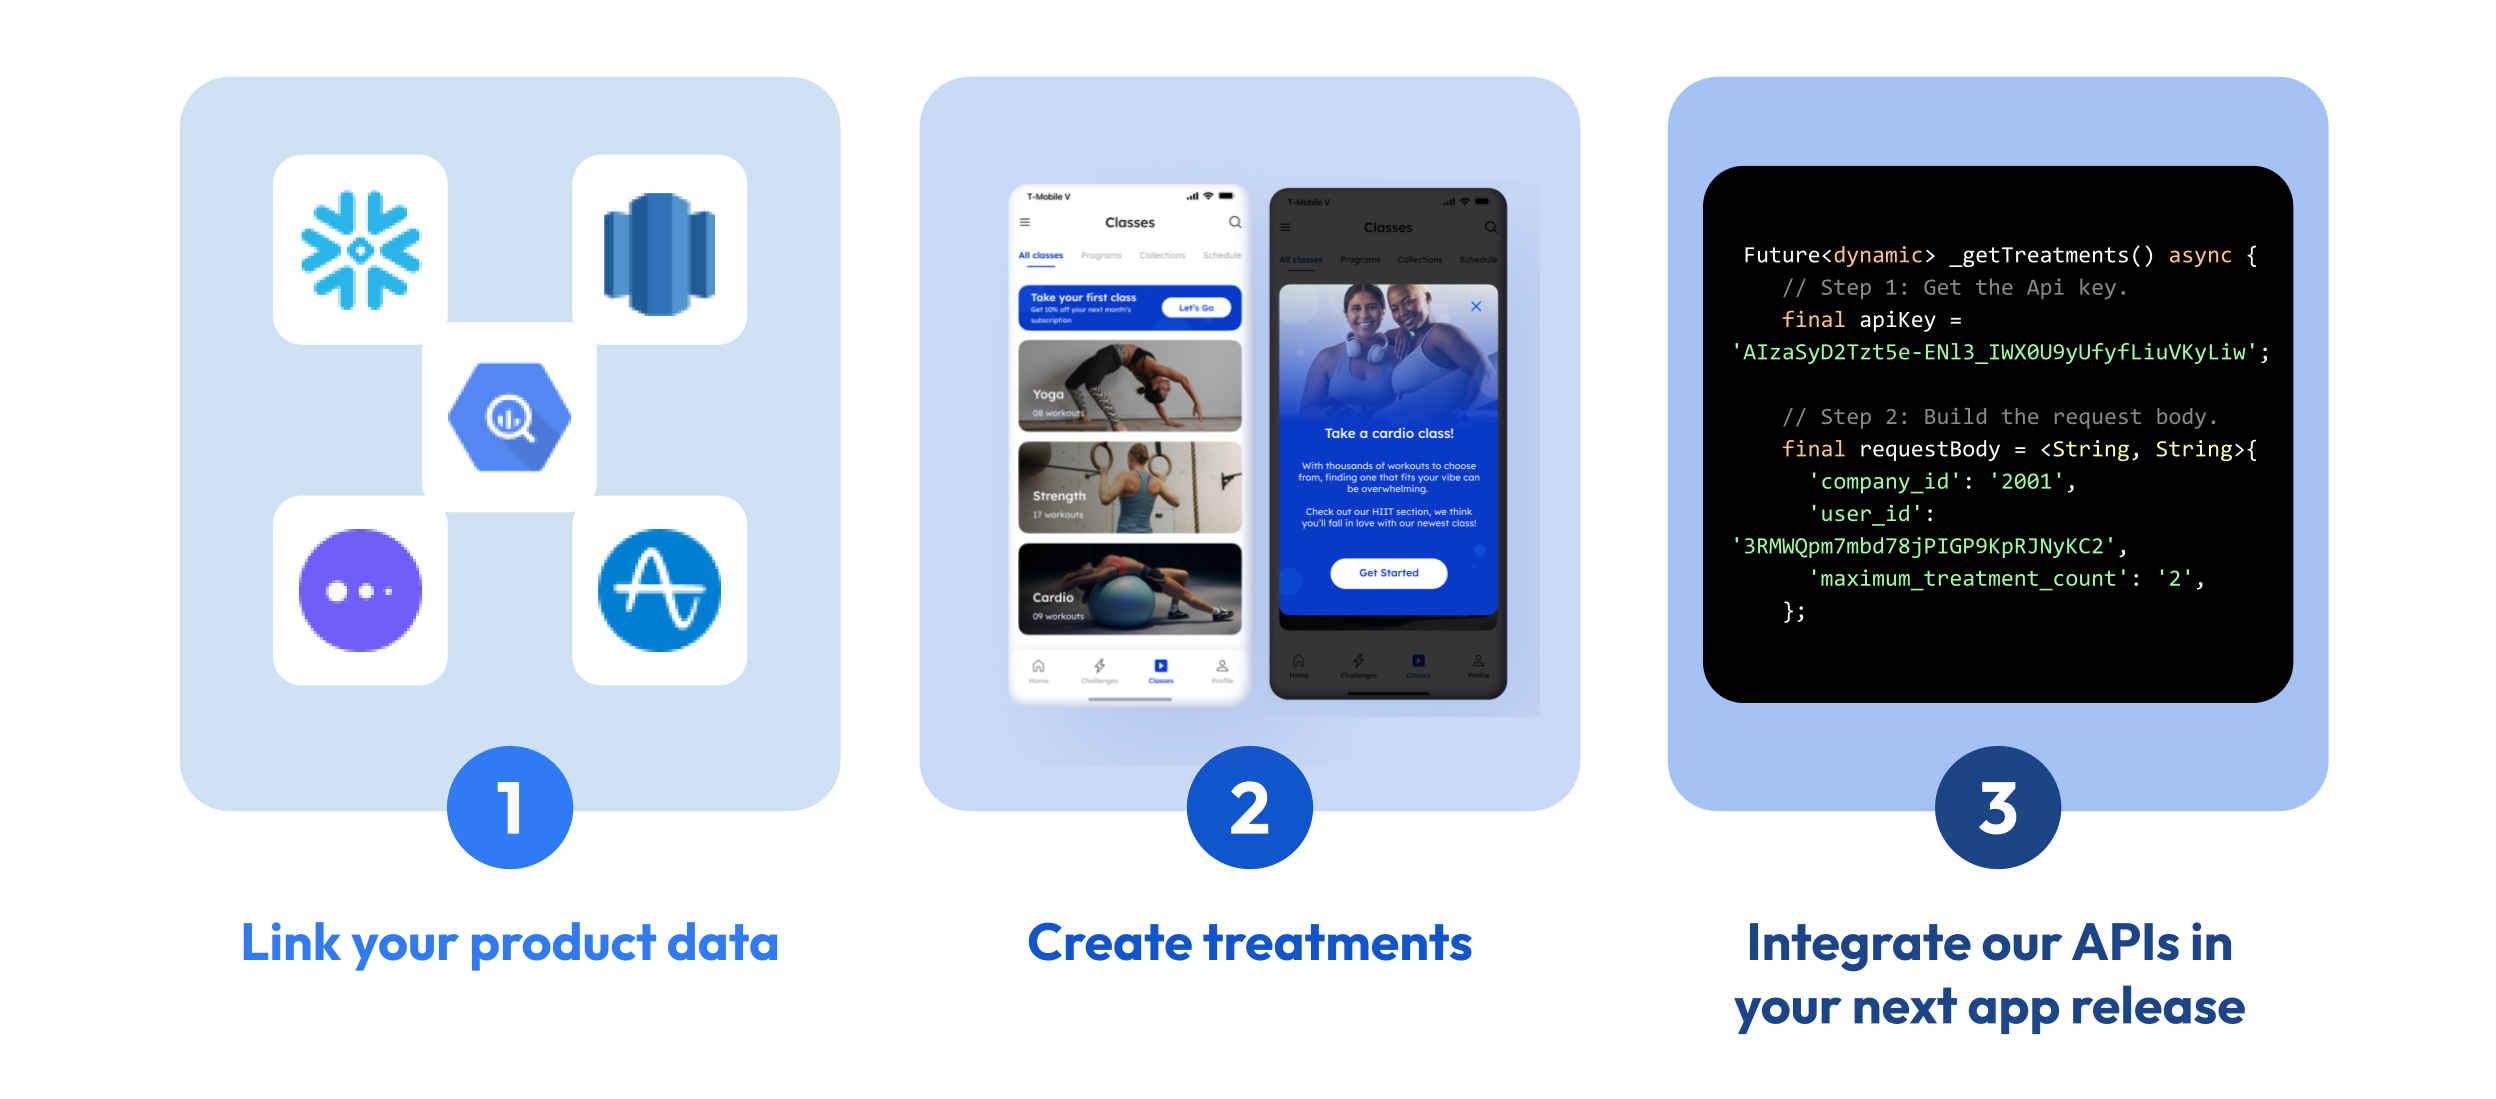 1
Link your product data
T-Mobile V
Classes
All classes Programs Collections Schedule
Take your first class
Get 10% off your next month's
subscription
Let's Go
Yoga
08 workouts
Strength
17 workouts
Cardio
09 workouts
Home Challenges Classes Profile
T-Mobile V
Classes
All classes Programs Collections Schedule
Take a cardio class!
With thousands of workouts to choose
from, finding one that fits your vibe can
be overwhelming.
Check out our HIIT section, we think
you'll fall in love with our newest class!
Get Started
Home Challenges Classes Profile
2
Create treatments
Future<dynamic> _getTreatments() async {
// Step 1: Get the Api key.
final apiKey =
'AIzaSyD2Tzt5e-ENl3_IWX0U9yUfyfLiuVKyLiw';
// Step 2: Build the request body.
final requestBody = <String, String>{
'company_id': '2001',
'user_id':
'3RMWQpm7mbd78jPIGP9KpRJNyKC2',
'maximum_treatment_count': '2',
};
3
Integrate our APIs in
your next app release